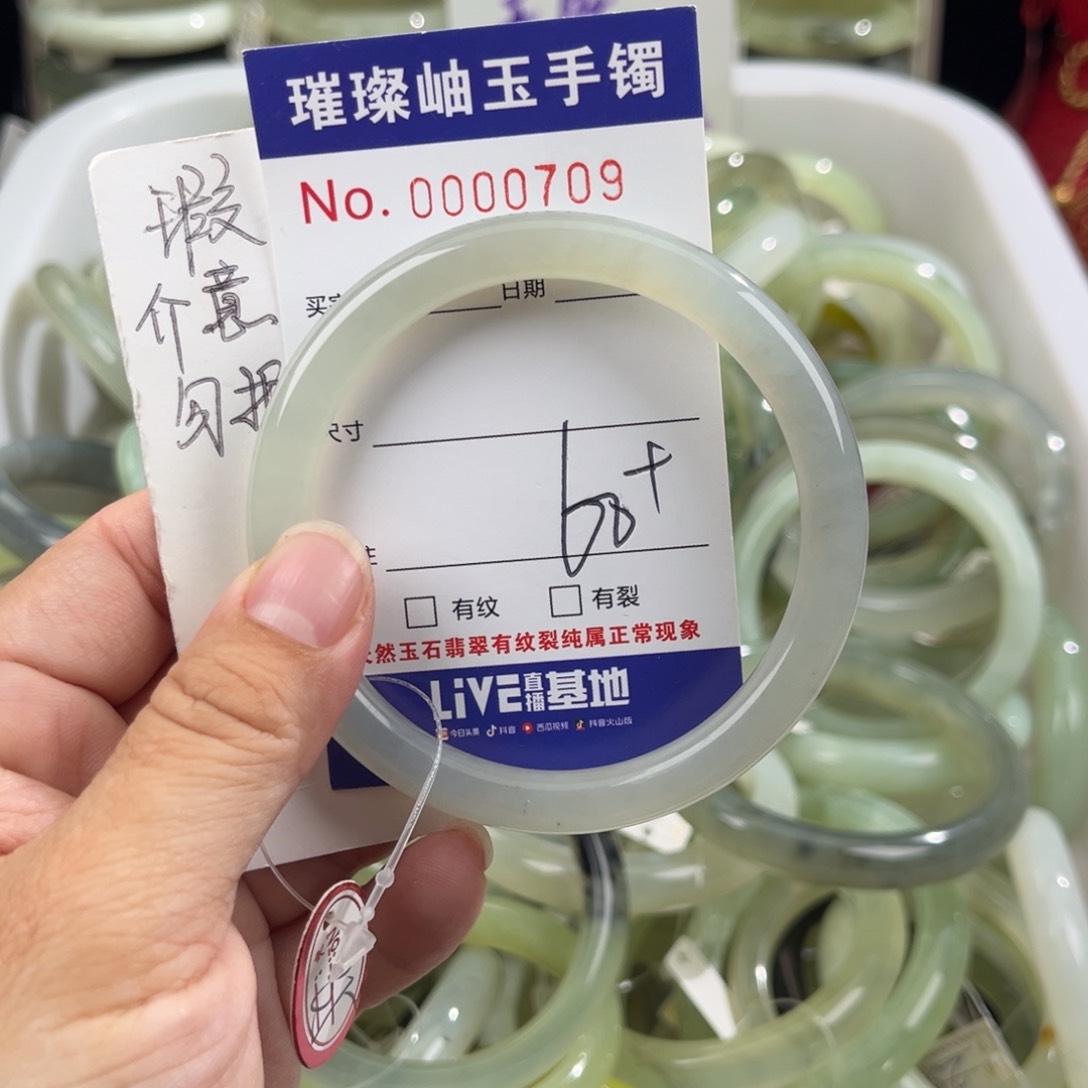 璀璨岫玉手镯
No. 0000709
瑕
介意
勿拍
买 日期
尺寸
60+
注
有纹 有裂
天然玉石翡翠有纹裂纯属正常现象
LiVE直播基地
今日头条 抖音 西瓜视频 抖音火山版